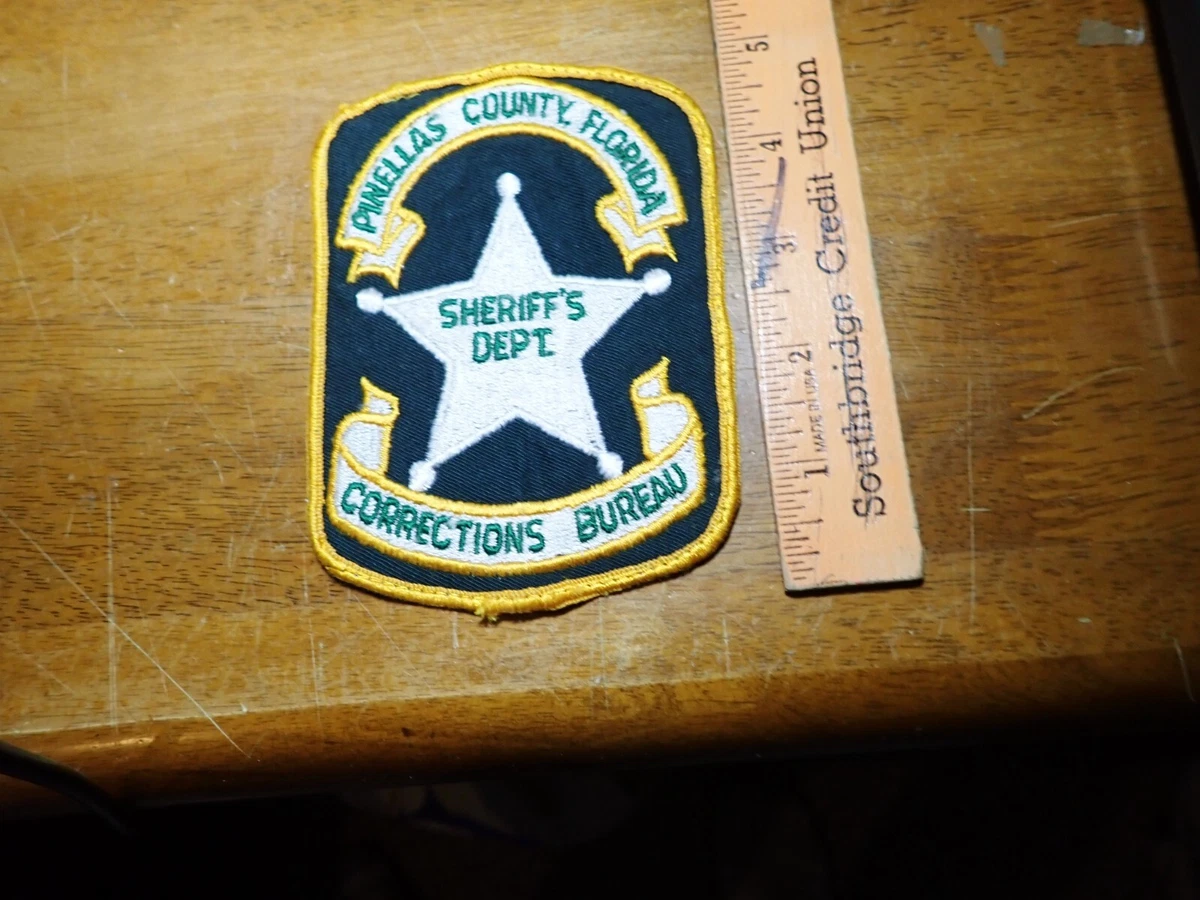 PINELLAS COUNTY, FLORIDA
SHERIFF'S
DEPT.
CORRECTIONS BUREAU
1 2 3 4 5
MADE IN USA
Southbridge Credit Union